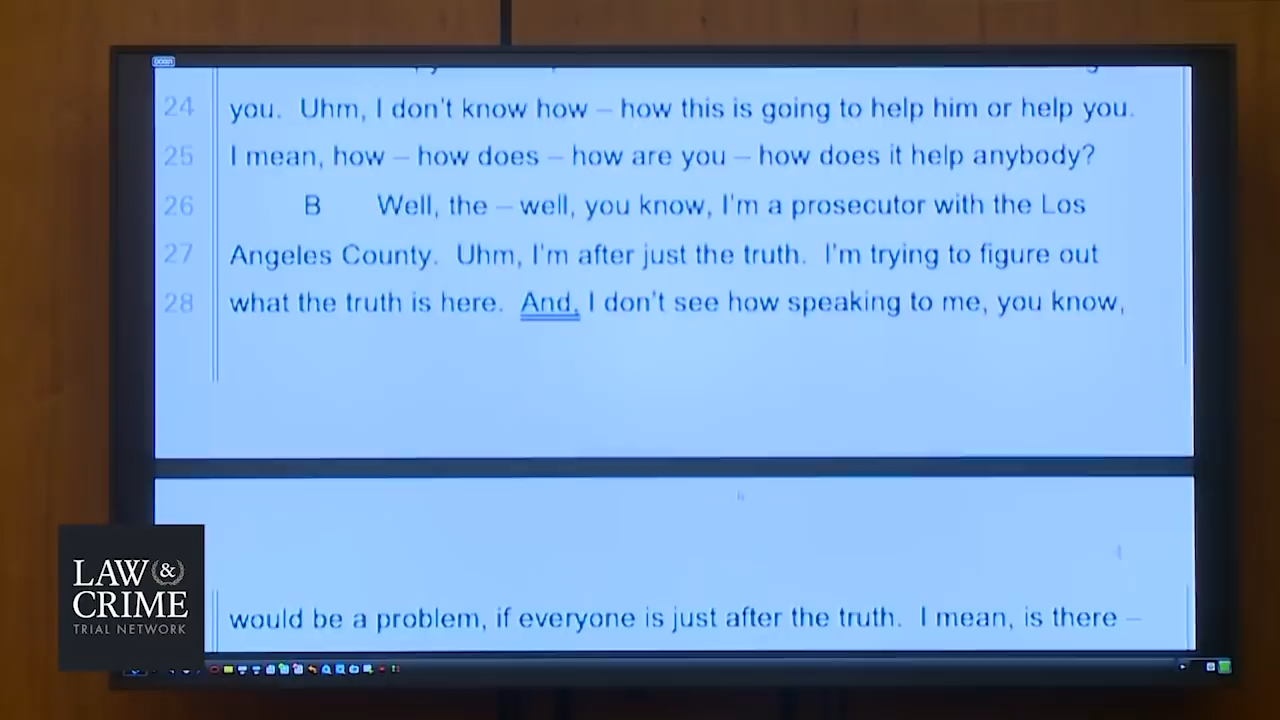 24 you. Uhm, I don't know how – how this is going to help him or help you.
25 I mean, how – how does – how are you – how does it help anybody?
26 B Well, the – well, you know, I'm a prosecutor with the Los
27 Angeles County. Uhm, I'm after just the truth. I'm trying to figure out
28 what the truth is here. And, I don't see how speaking to me, you know,
would be a problem, if everyone is just after the truth. I mean, is there –
LAW &
CRIME
TRIAL NETWORK